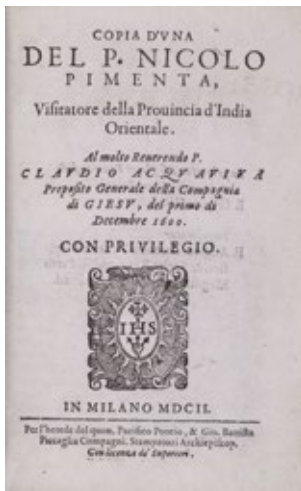 COPIA D'VNA
DEL P. NICOLO
PIMENTA,
Visitatore della Prouincia d'India
Orientale.
Al molto Reuerendo P.
CLAVDIO ACQVAVIVA
Preposito Generale della Compagnia
di GIESV, del primo di
Decembre 1600.
CON PRIVILEGIO.
IHS
IN MILANO MDCII.
Per l'herede del quon. Pacifico Pontio, & Gio. Battista
Piccaglia Compagni. Stampatori Archiepiscop.
Con licenza de' Superiori.